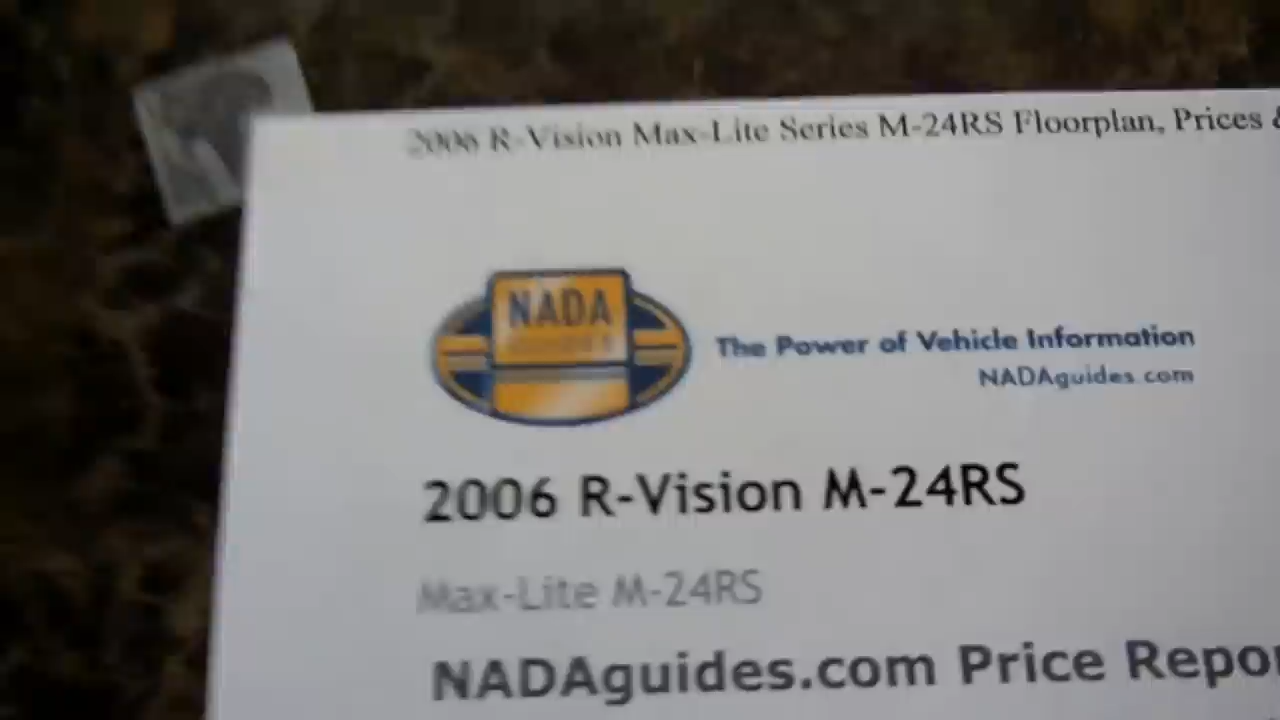 2006 R-Vision Max-Lite Series M-24RS Floorplan, Prices &
NADA
The Power of Vehicle Information
NADAguides.com
2006 R-Vision M-24RS
Max-Lite M-24RS
NADAguides.com Price Repo